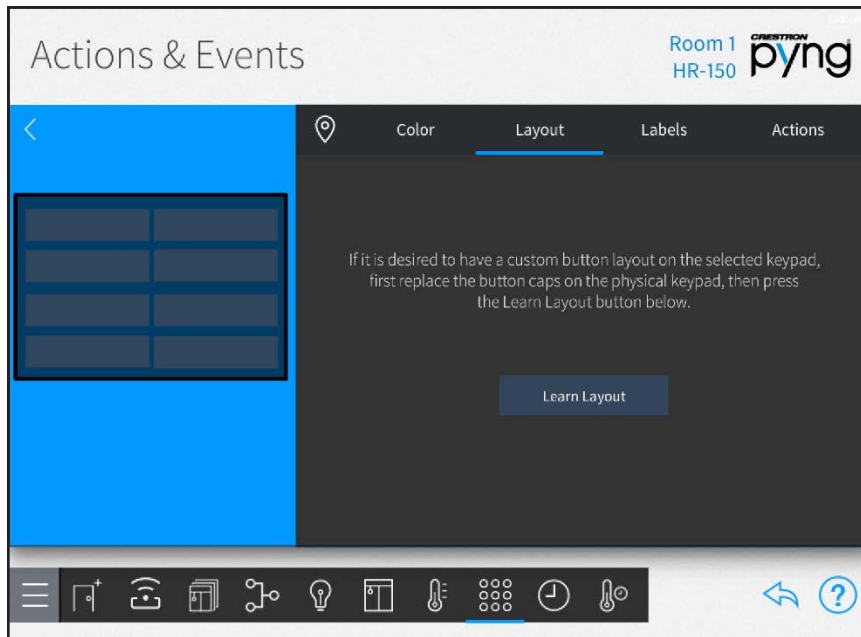 Actions & Events
Room 1
HR-150
CRESTRON
pyng
Color
Layout
Labels
Actions
If it is desired to have a custom button layout on the selected keypad,
first replace the button caps on the physical keypad, then press
the Learn Layout button below.
Learn Layout
?